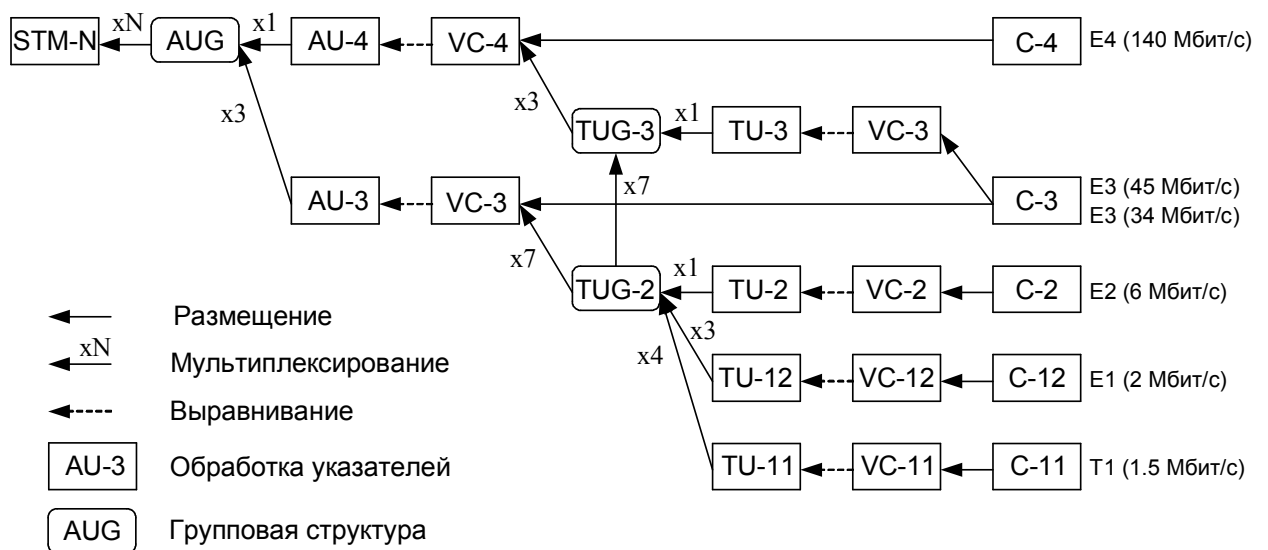 xN
x1
STM-N
AUG
AU-4
VC-4
C-4
E4 (140 Мбит/с)
x3
x3
x1
TUG-3
TU-3
VC-3
x7
AU-3
VC-3
C-3
E3 (45 Мбит/с)
E3 (34 Мбит/с)
x7
x1
TUG-2
TU-2
VC-2
C-2
E2 (6 Мбит/с)
Размещение
x3
x4
xN
Мультиплексирование
TU-12
VC-12
C-12
E1 (2 Мбит/с)
Выравнивание
AU-3
Обработка указателей
TU-11
VC-11
C-11
T1 (1.5 Мбит/с)
AUG
Групповая структура